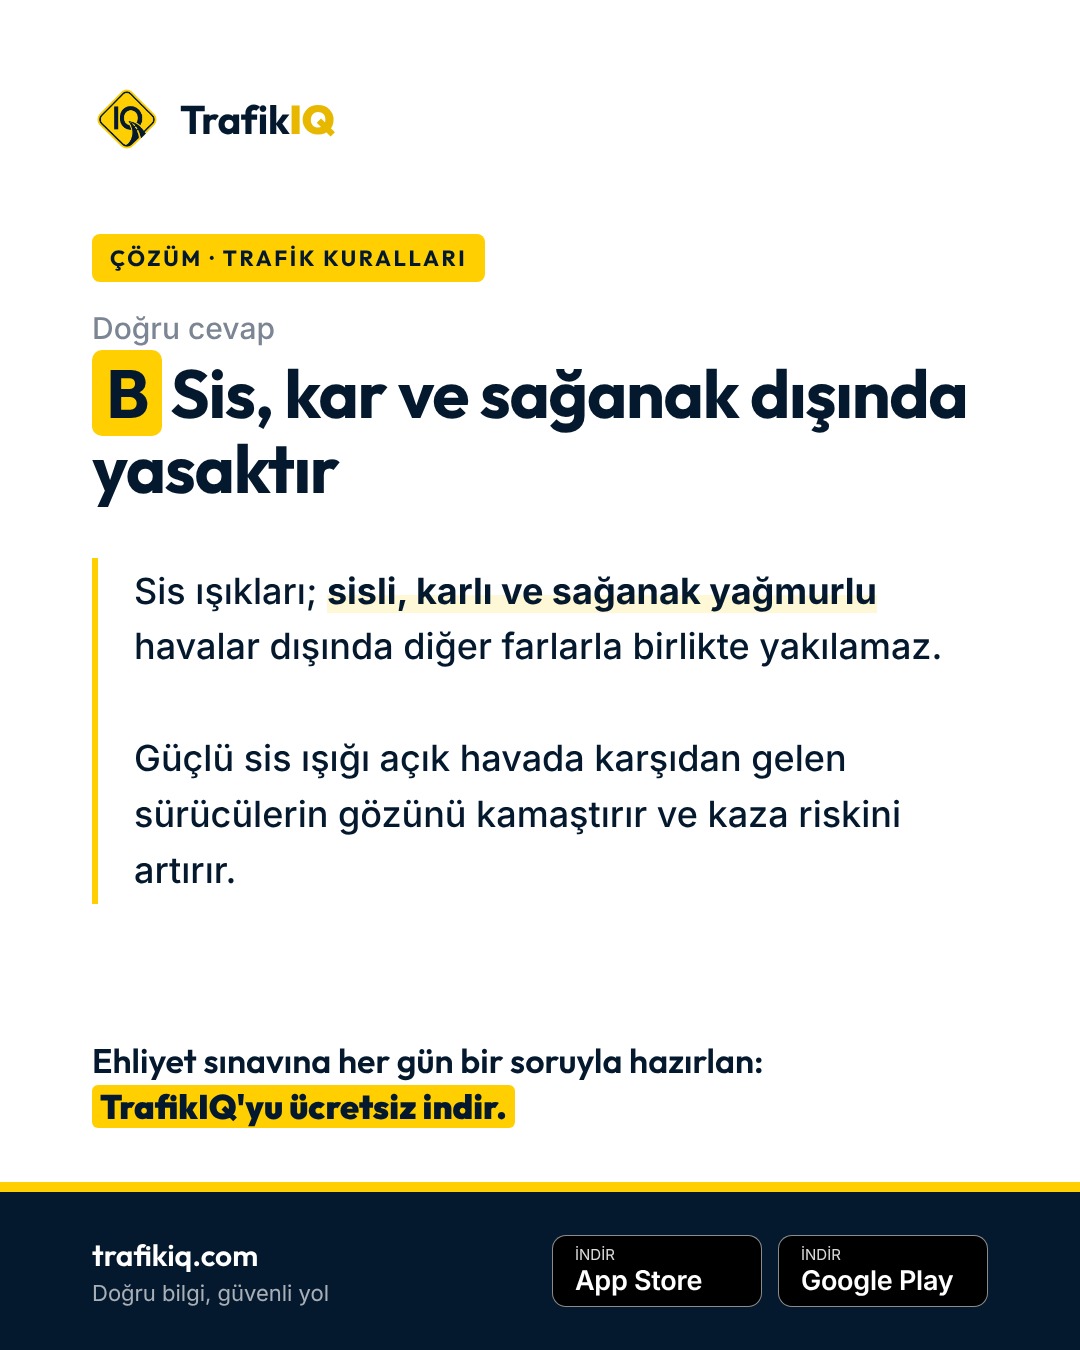 IQ
TrafikIQ
ÇÖZÜM · TRAFİK KURALLARI
Doğru cevap
B Sis, kar ve sağanak dışında
yasaktır
Sis ışıkları; sisli, karlı ve sağanak yağmurlu
havalar dışında diğer farlarla birlikte yakılamaz.
Güçlü sis ışığı açık havada karşıdan gelen
sürücülerin gözünü kamaştırır ve kaza riskini
artırır.
Ehliyet sınavına her gün bir soruyla hazırlan:
TrafikIQ'yu ücretsiz indir.
trafikiq.com
Doğru bilgi, güvenli yol
İNDİR
App Store
İNDİR
Google Play